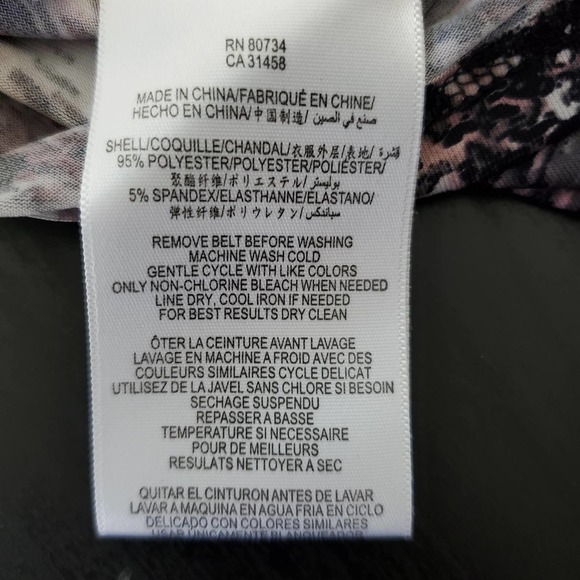 RN 80734
CA 31458
MADE IN CHINA/FABRIQUÉ EN CHINE/
HECHO EN CHINA/中国制造/ صنع في الصين
SHELL/COQUILLE/CHANDAL/衣服外层/表地/ قشرة
95% POLYESTER/POLYESTER/POLIÉSTER/
聚酯纤维/ポリエステル/ بوليستر
5% SPANDEX/ELASTHANNE/ELASTANO/
弹性纤维/ポリウレタン/ سباندكس
REMOVE BELT BEFORE WASHING
MACHINE WASH COLD
GENTLE CYCLE WITH LIKE COLORS
ONLY NON-CHLORINE BLEACH WHEN NEEDED
LINE DRY, COOL IRON IF NEEDED
FOR BEST RESULTS DRY CLEAN
ÔTER LA CEINTURE AVANT LAVAGE
LAVAGE EN MACHINE A FROID AVEC DES
COULEURS SIMILAIRES CYCLE DELICAT
UTILISEZ DE LA JAVEL SANS CHLORE SI BESOIN
SECHAGE SUSPENDU
REPASSER A BASSE
TEMPERATURE SI NECESSAIRE
POUR DE MEILLEURS
RESULATS NETTOYER A SEC
QUITAR EL CINTURON ANTES DE LAVAR
LAVAR A MAQUINA EN AGUA FRIA EN CICLO
DELICADO CON COLORES SIMILARES
USAR UNICAMENTE BLANQUEADOR